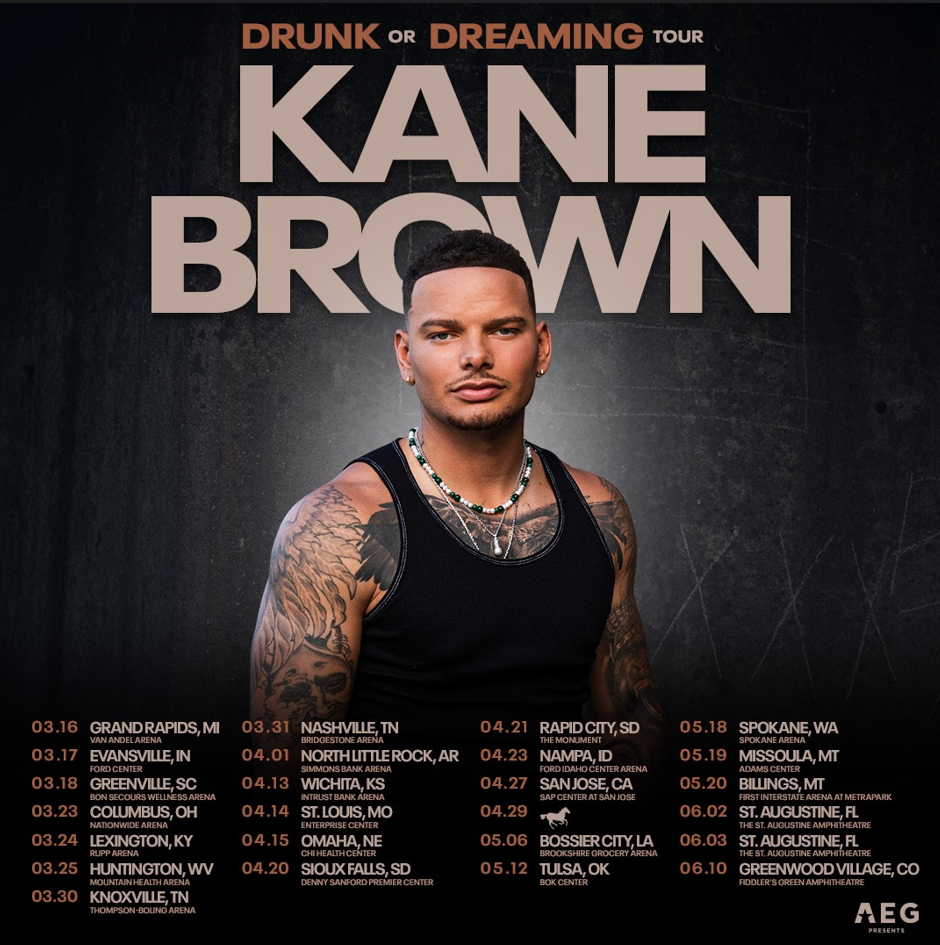 DRUNK OR DREAMING TOUR
KANE
BROWN
03.16 GRAND RAPIDS, MI
VAN ANDEL ARENA
03.17 EVANSVILLE, IN
FORD CENTER
03.18 GREENVILLE, SC
BON SECOURS WELLNESS ARENA
03.23 COLUMBUS, OH
NATIONWIDE ARENA
03.24 LEXINGTON, KY
RUPP ARENA
03.25 HUNTINGTON, WV
MOUNTAIN HEALTH ARENA
03.30 KNOXVILLE, TN
THOMPSON-BOLING ARENA
03.31 NASHVILLE, TN
BRIDGESTONE ARENA
04.01 NORTH LITTLE ROCK, AR
SIMMONS BANK ARENA
04.13 WICHITA, KS
INTRUST BANK ARENA
04.14 ST. LOUIS, MO
ENTERPRISE CENTER
04.15 OMAHA, NE
CHI HEALTH CENTER
04.20 SIOUX FALLS, SD
DENNY SANFORD PREMIER CENTER
04.21 RAPID CITY, SD
THE MONUMENT
04.23 NAMPA, ID
FORD IDAHO CENTER ARENA
04.27 SAN JOSE, CA
SAP CENTER AT SAN JOSE
04.29
05.06 BOSSIER CITY, LA
BROOKSHIRE GROCERY ARENA
05.12 TULSA, OK
BOK CENTER
05.18 SPOKANE, WA
SPOKANE ARENA
05.19 MISSOULA, MT
ADAMS CENTER
05.20 BILLINGS, MT
FIRST INTERSTATE ARENA AT METRAPARK
06.02 ST. AUGUSTINE, FL
THE ST. AUGUSTINE AMPHITHEATRE
06.03 ST. AUGUSTINE, FL
THE ST. AUGUSTINE AMPHITHEATRE
06.10 GREENWOOD VILLAGE, CO
FIDDLER'S GREEN AMPHITHEATRE
AEG
PRESENTS